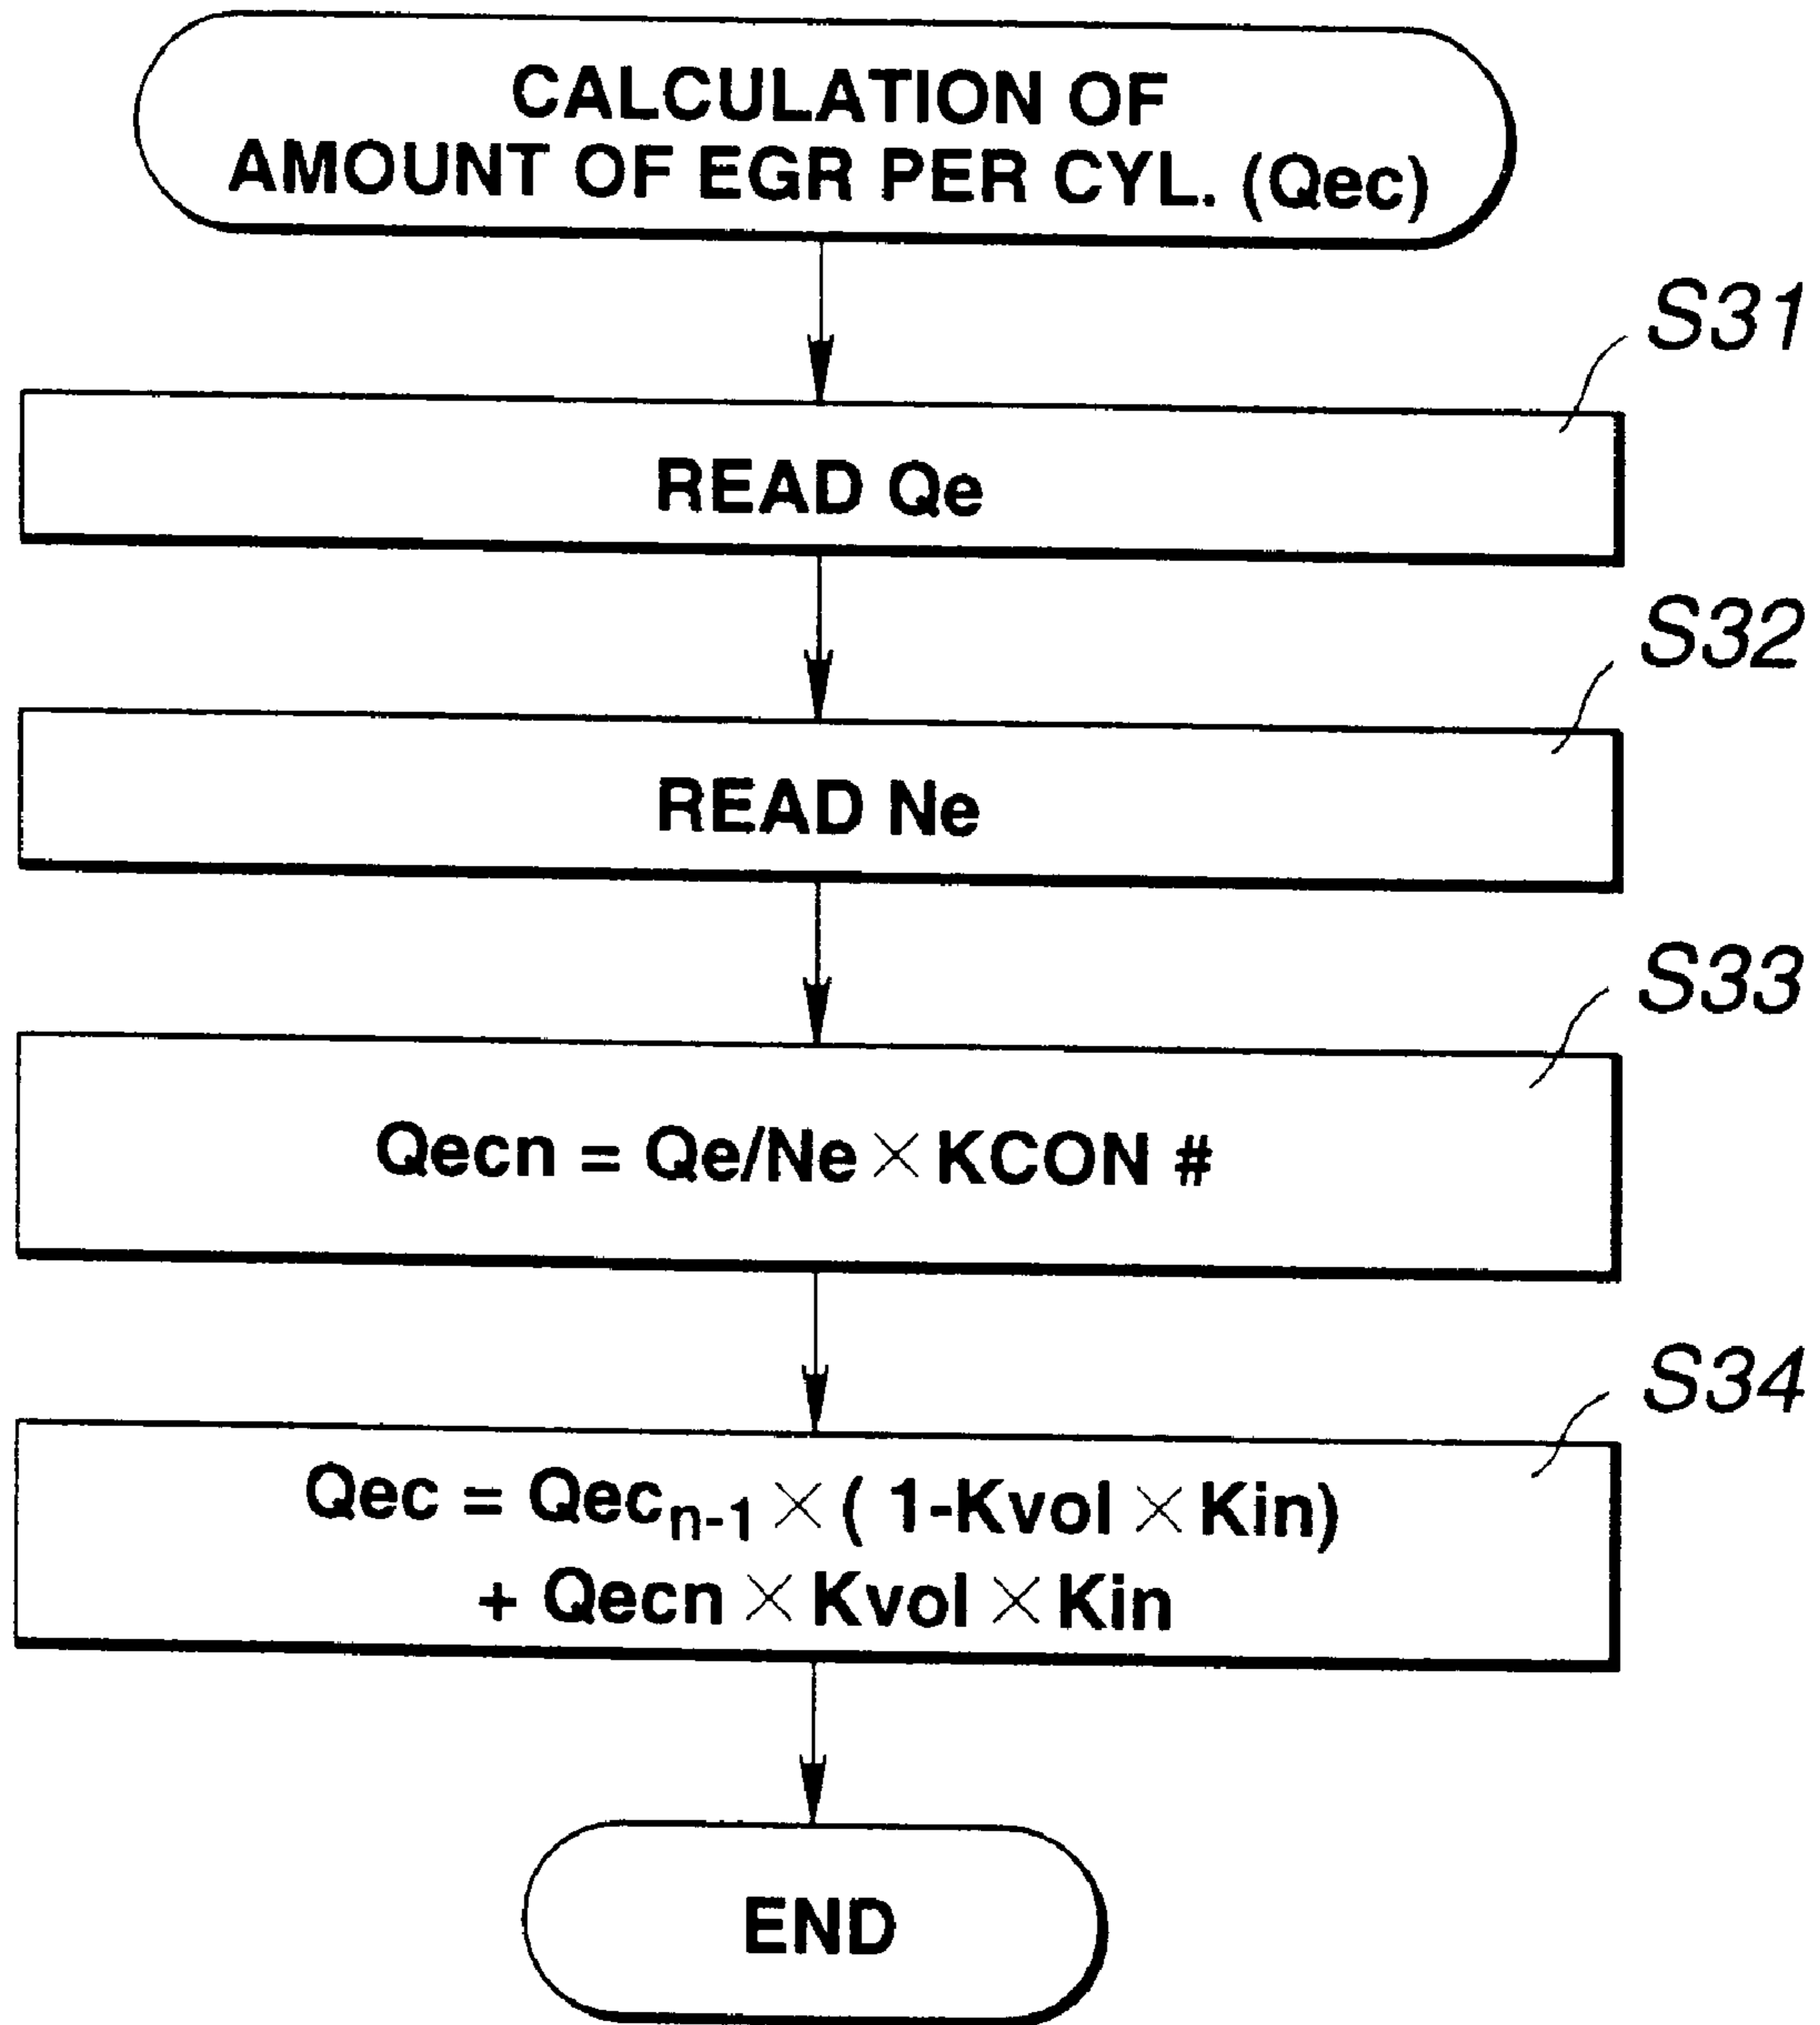 CALCULATION OF
AMOUNT OF EGR PER CYL. (Qec)
S31
READ Qe
S32
READ Ne
S33
Qecn = Qe/Ne × KCON #
S34
Qec = Qecn-1 × ( 1-Kvol × Kin)
+ Qecn × Kvol × Kin
END